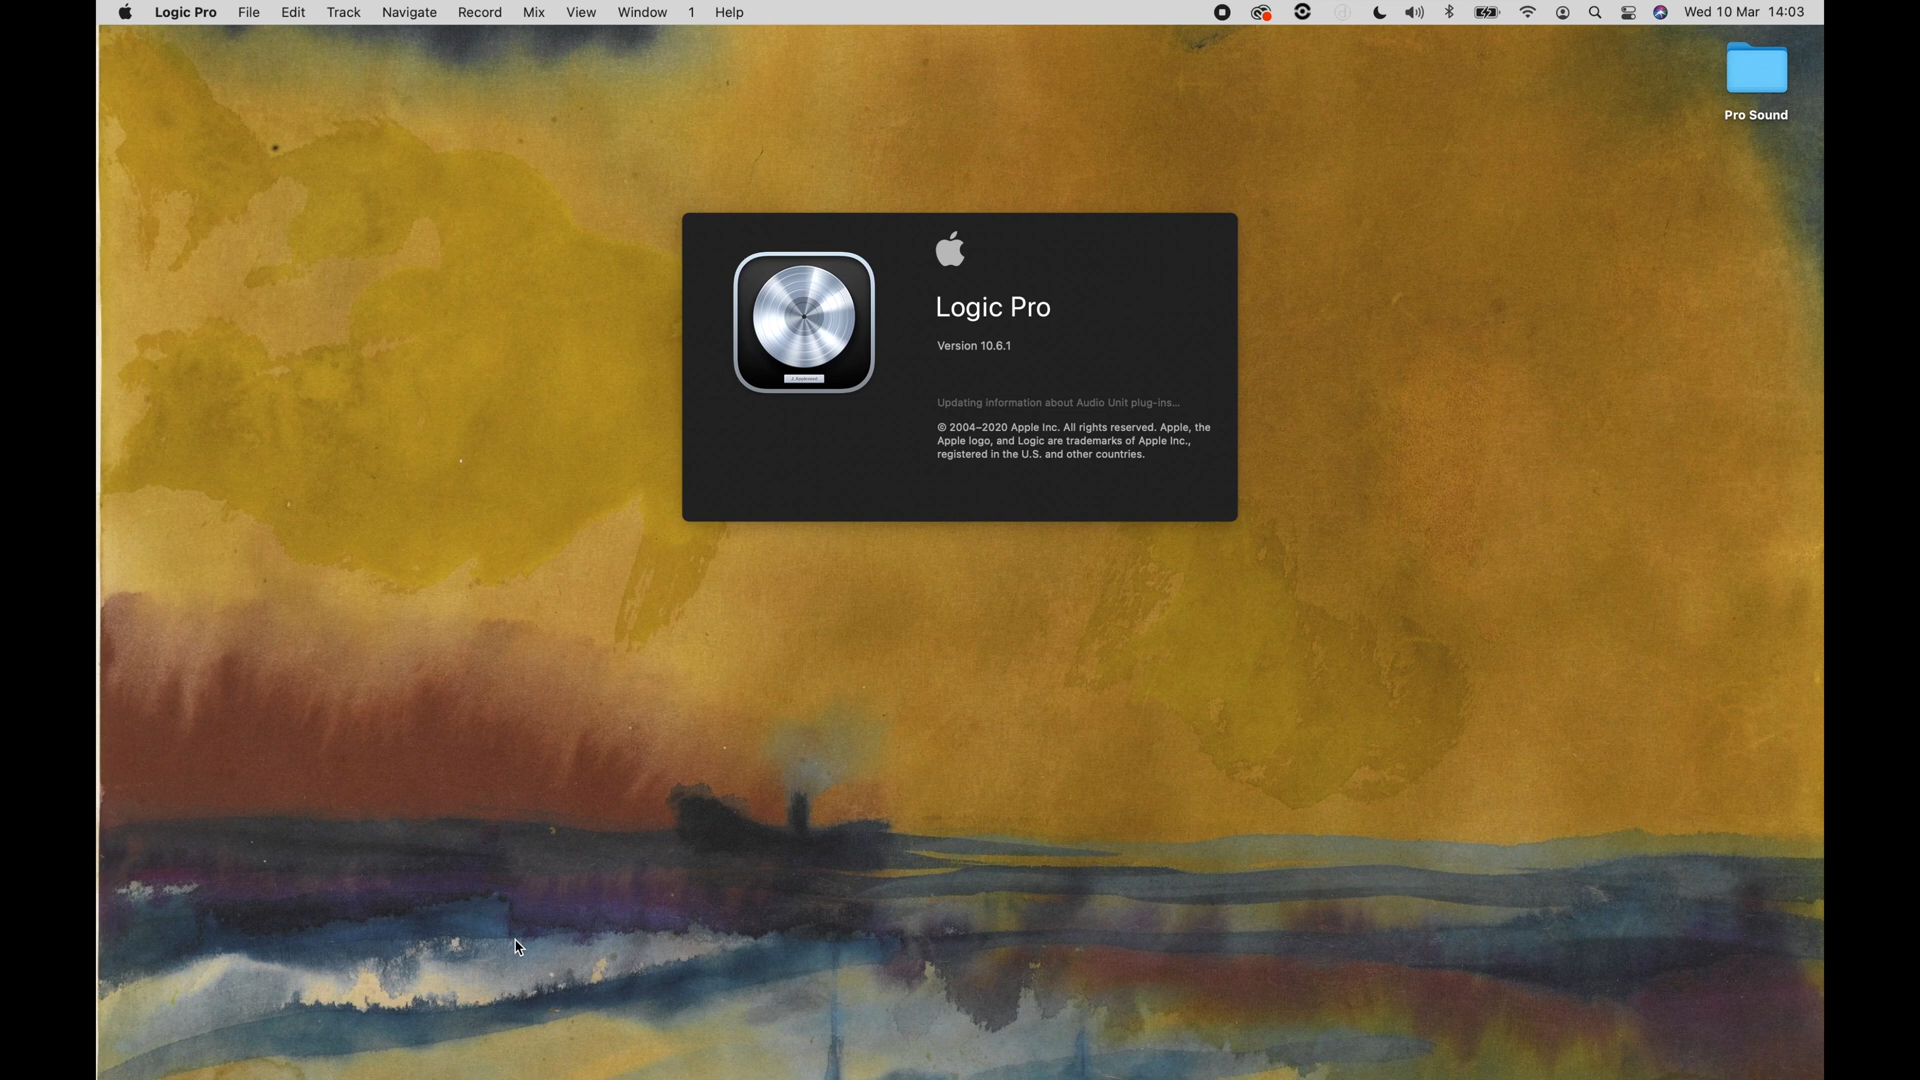 Logic Pro File Edit Track Navigate Record Mix View Window 1 Help Wed 10 Mar 14:03
Pro Sound
Logic Pro
Version 10.6.1
J. Appleseed
Updating information about Audio Unit plug-ins...
© 2004–2020 Apple Inc. All rights reserved. Apple, the
Apple logo, and Logic are trademarks of Apple Inc.,
registered in the U.S. and other countries.